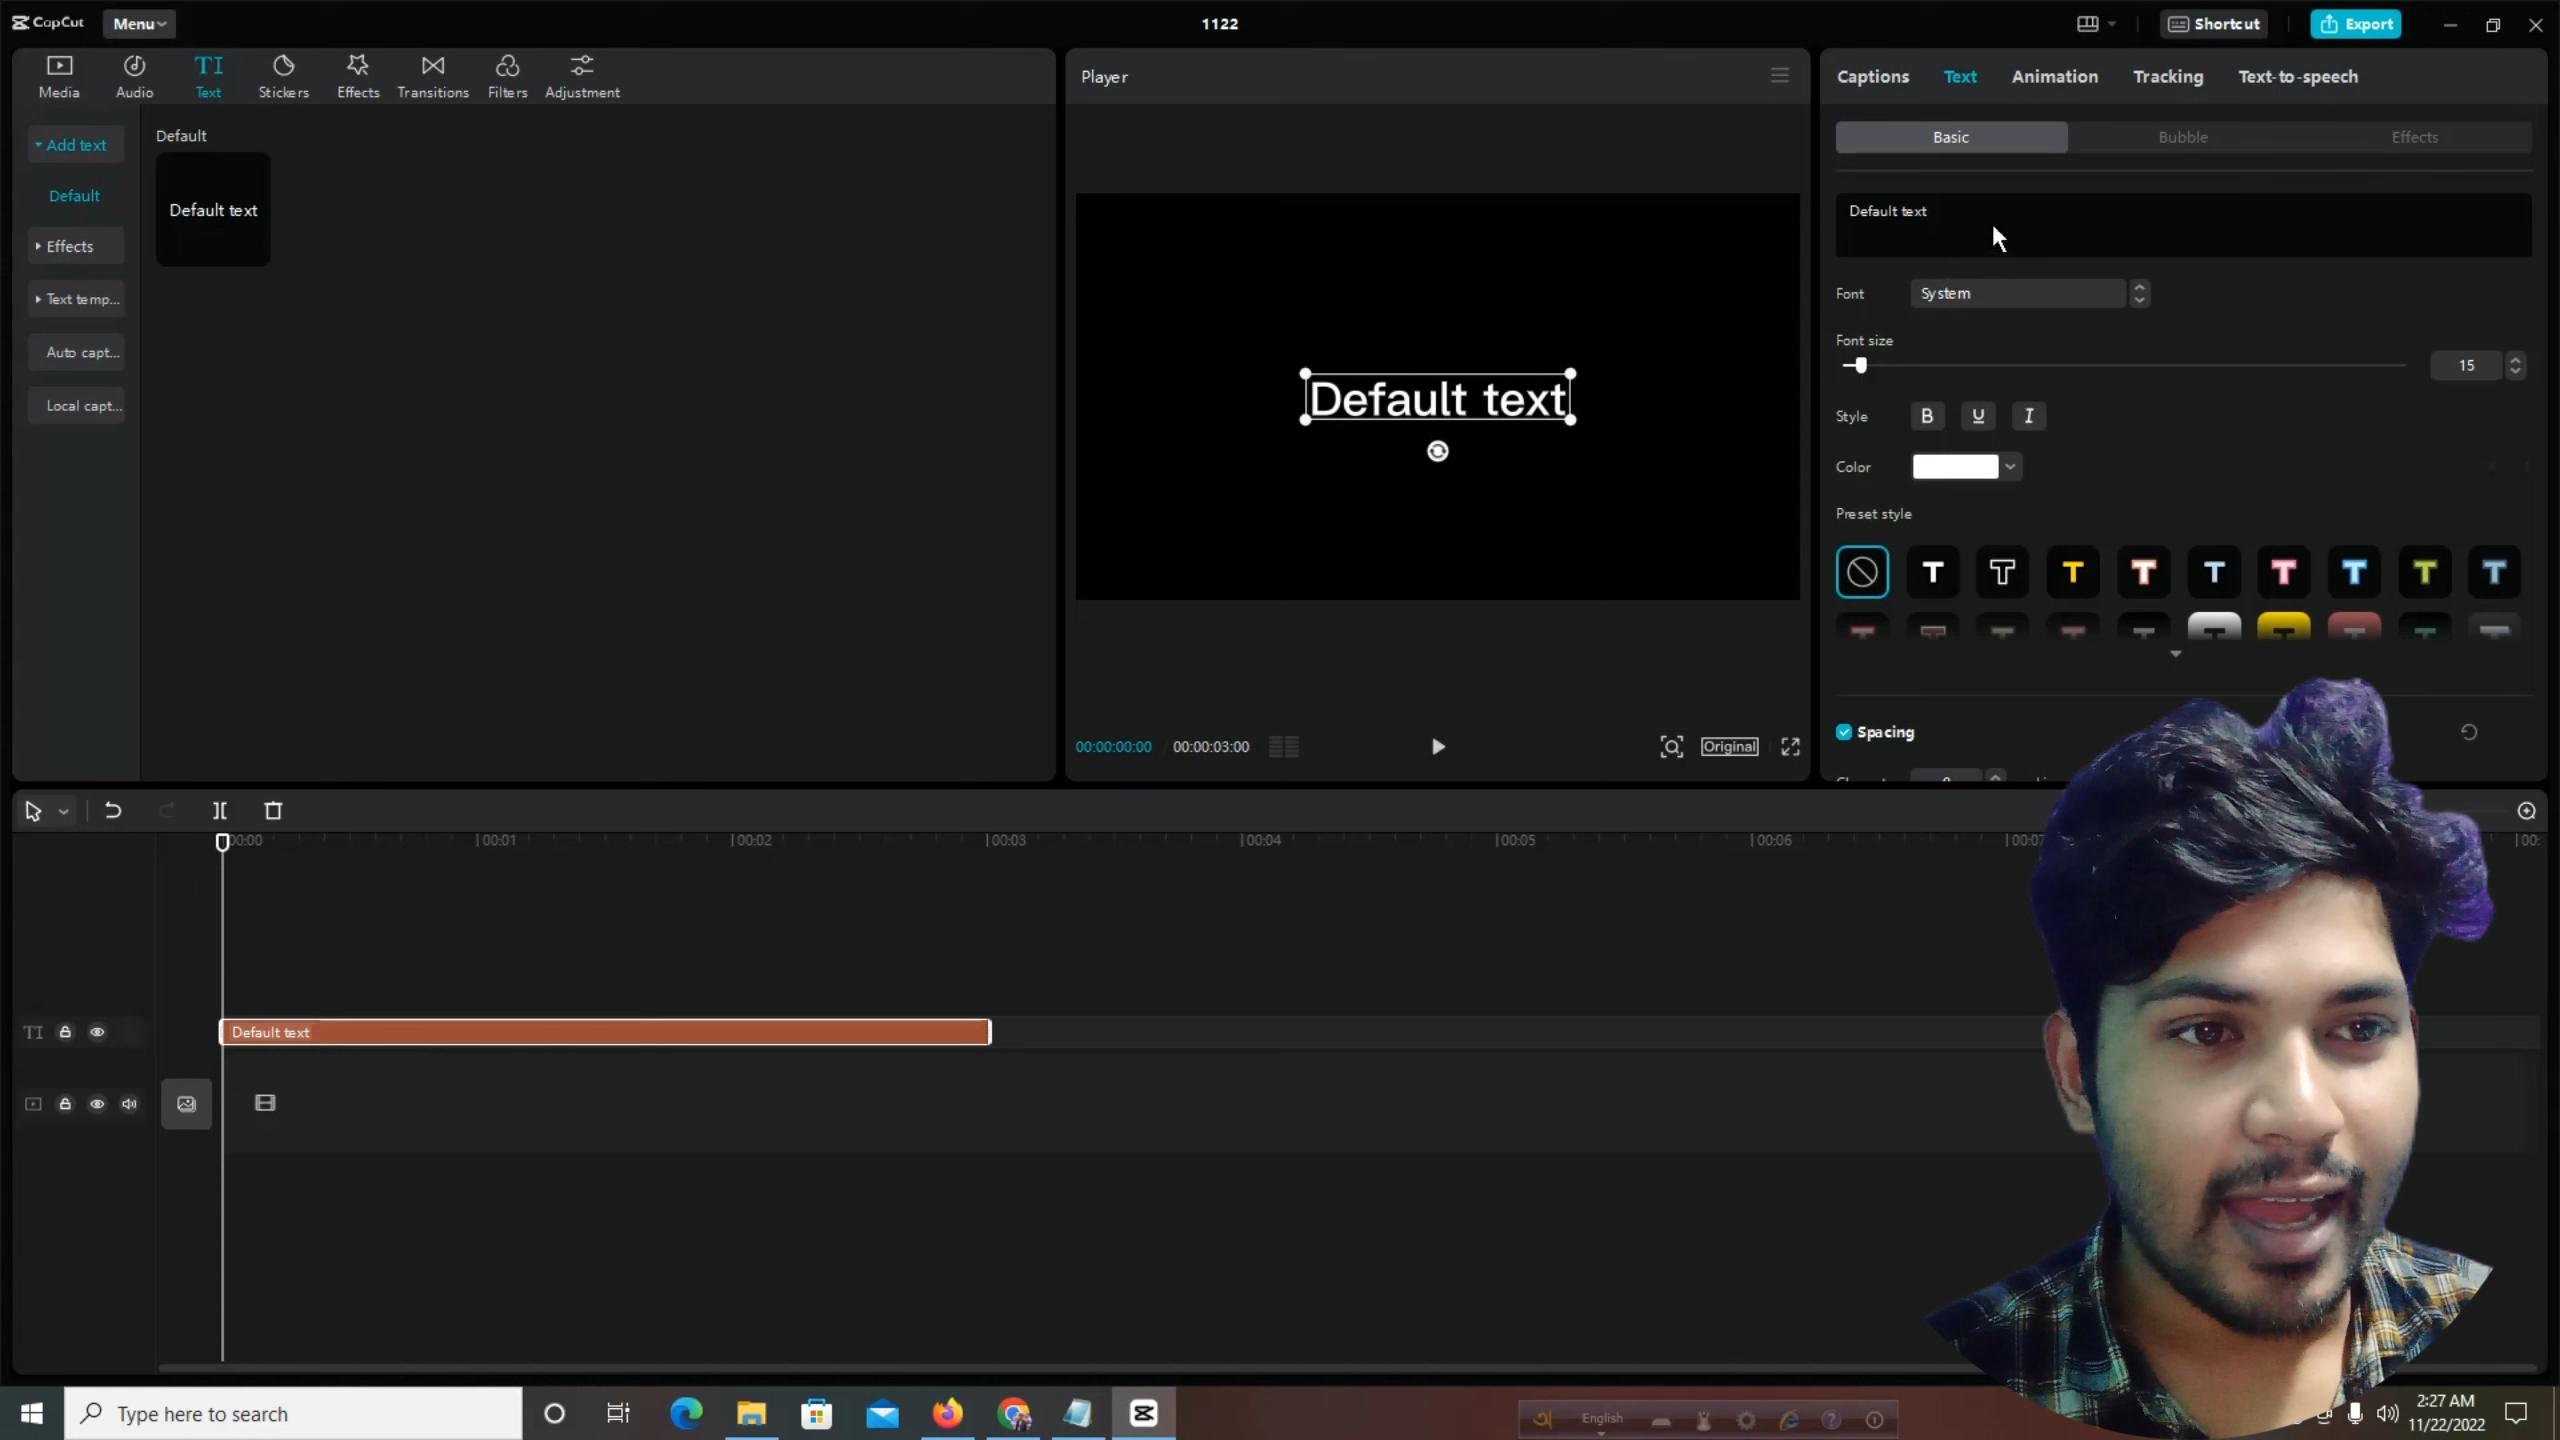 CapCut
Menu
1122
Shortcut
Export
Media
Audio
TI
Text
Stickers
Effects
Transitions
Filters
Adjustment
Add text
Default
Effects
Text temp...
Auto capt...
Local capt...
Default
Default text
Player
Default text
00:00:00:00
00:00:03:00
Original
Captions
Text
Animation
Tracking
Text-to-speech
Basic
Bubble
Effects
Default text
Font
System
Font size
15
Style
B
U
I
Color
Preset style
T T T T T T T T T
Spacing
00:00
00:01
00:02
00:03
00:04
00:05
00:06
00:07
TI
Default text
Type here to search
English
2:27 AM
11/22/2022